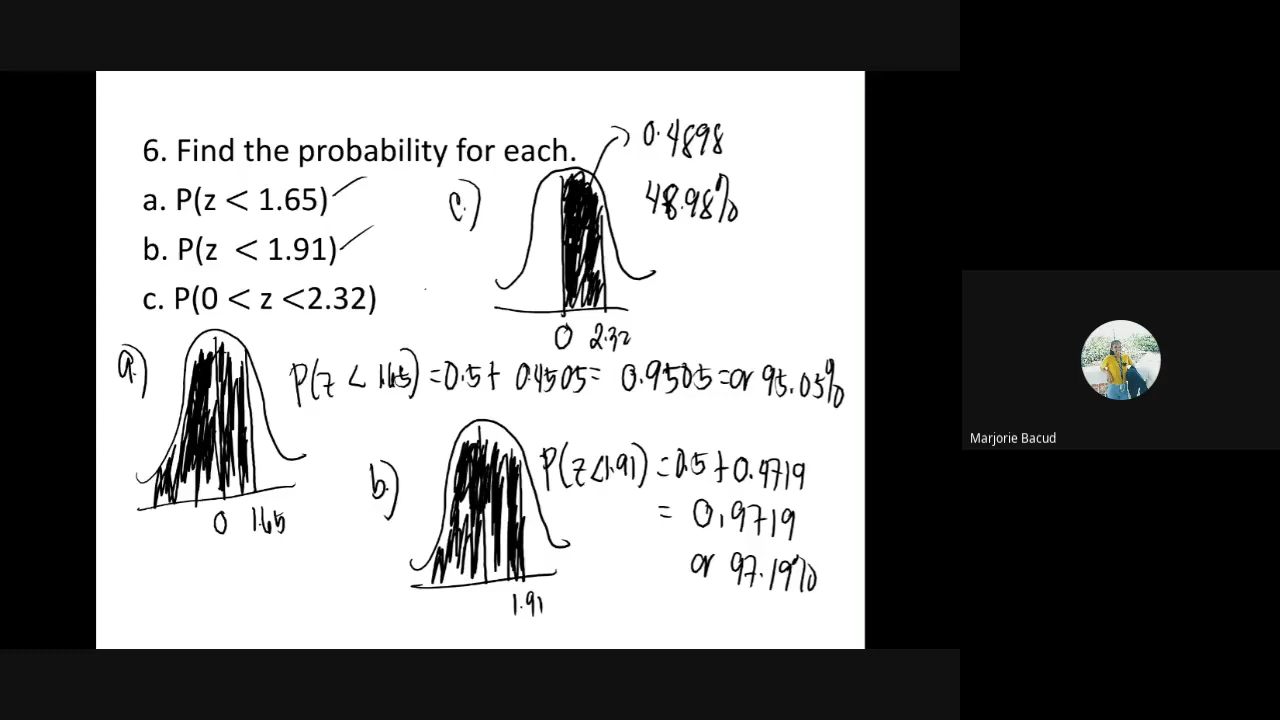 6. Find the probability for each.
a. P(z < 1.65)
b. P(z < 1.91)
c. P(0 < z <2.32)
c.)
0.4898
48.98%
0 2.32
a.)
P(z < 1.65) = 0.5 + 0.4505 = 0.9505 = or 95.05%
0 1.65
b.)
P(z < 1.91) = 0.5 + 0.4719
= 0.9719
or 97.19%
1.91
Marjorie Bacud